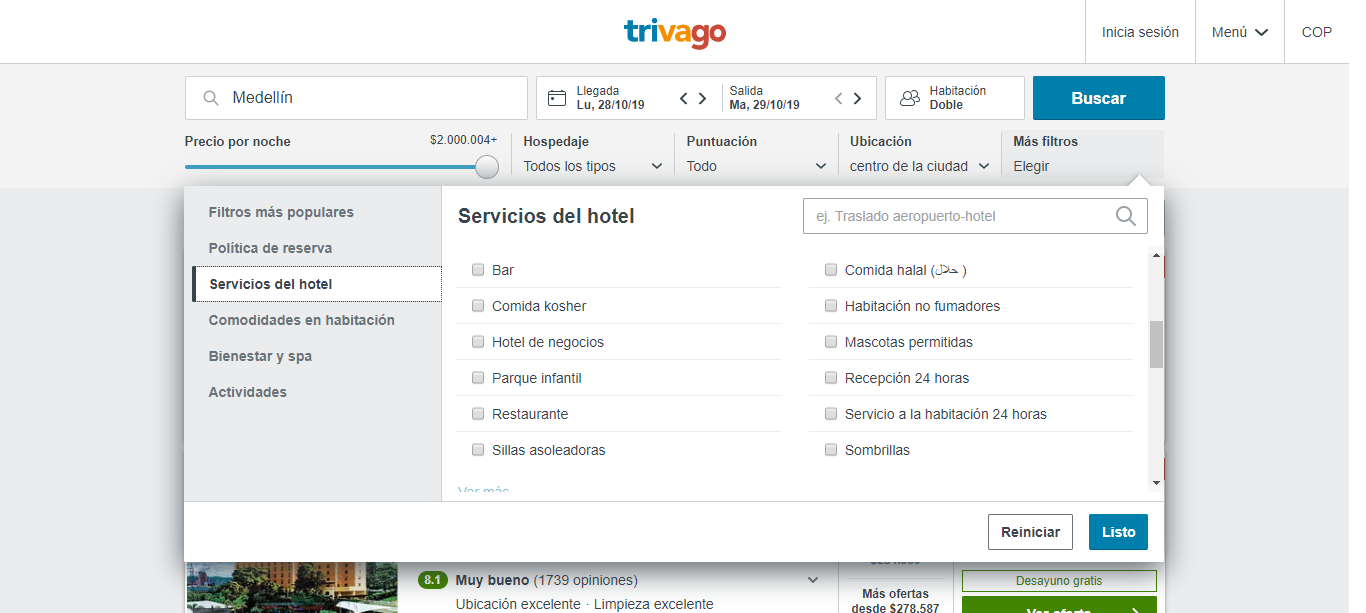 trivago
Inicia sesión
Menú
COP
Medellín
Llegada
Lu, 28/10/19
Salida
Ma, 29/10/19
Habitación
Doble
Buscar
Precio por noche
$2.000.004+
Hospedaje
Todos los tipos
Puntuación
Todo
Ubicación
centro de la ciudad
Más filtros
Elegir
Filtros más populares
Política de reserva
Servicios del hotel
Comodidades en habitación
Bienestar y spa
Actividades
Servicios del hotel
ej. Traslado aeropuerto-hotel
Bar
Comida halal (حلال )
Comida kosher
Habitación no fumadores
Hotel de negocios
Mascotas permitidas
Parque infantil
Recepción 24 horas
Restaurante
Servicio a la habitación 24 horas
Sillas asoleadoras
Sombrillas
Ver más
Reiniciar
Listo
8.1 Muy bueno (1739 opiniones)
Ubicación excelente · Limpieza excelente
Más ofertas
desde $278.587
Desayuno gratis
Ver oferta